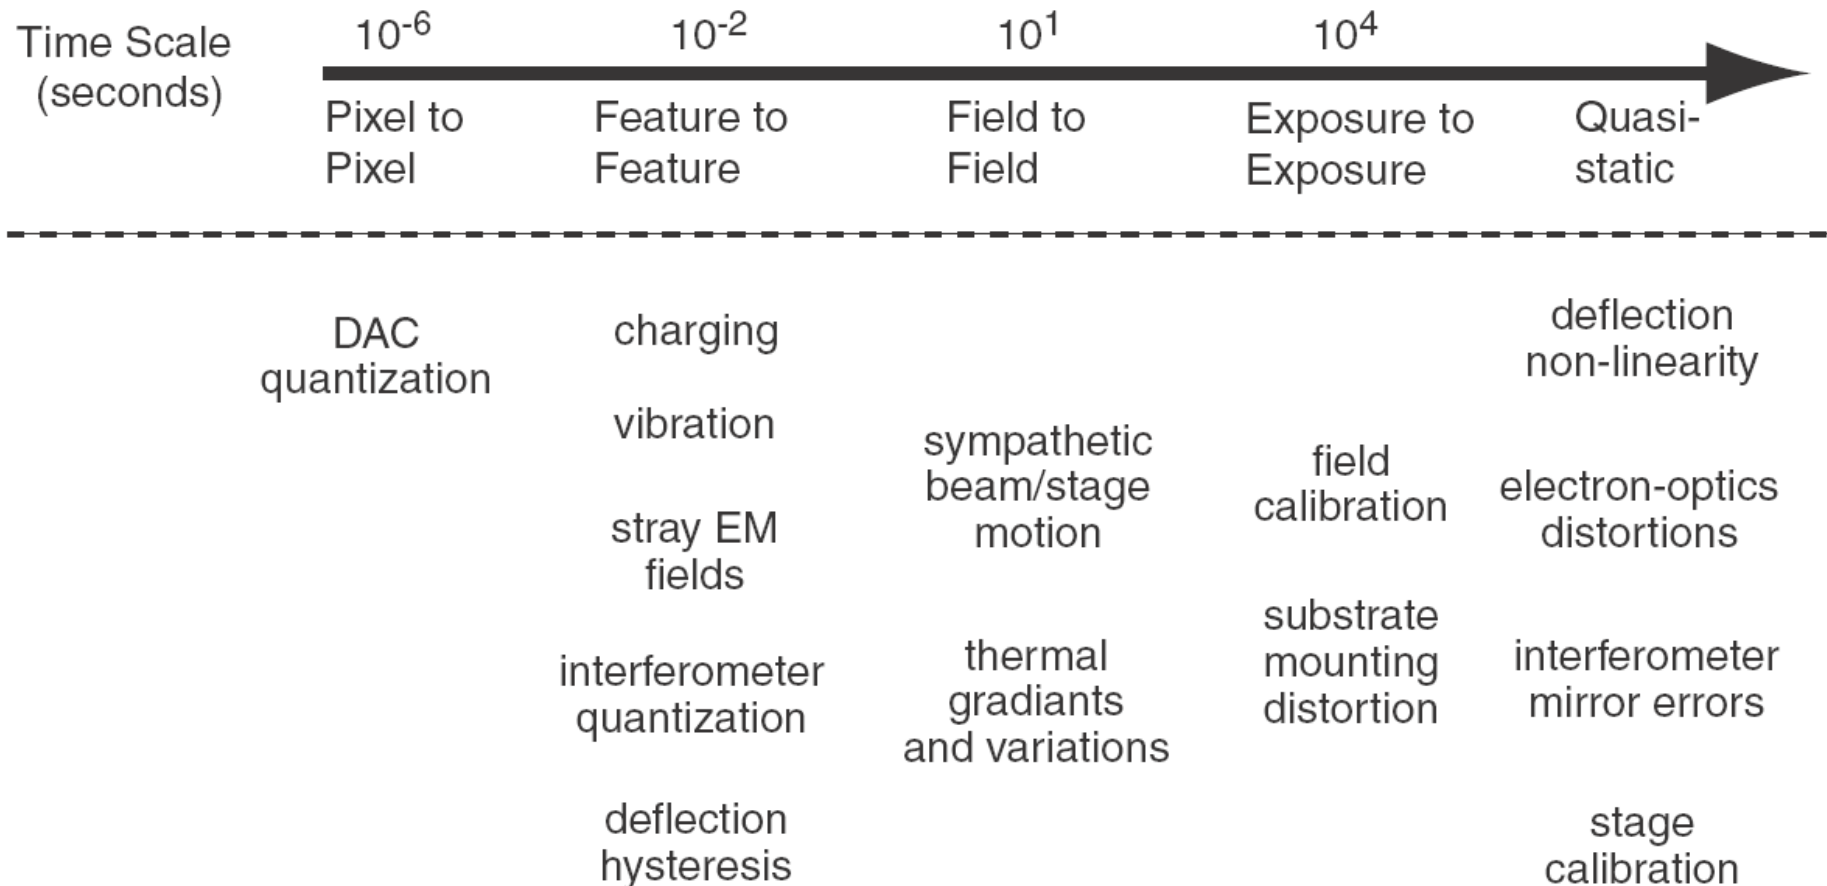 Time Scale
(seconds)
10-6
10-2
101
104
Pixel to
Pixel
Feature to
Feature
Field to
Field
Exposure to
Exposure
Quasi-
static
DAC
quantization
charging
vibration
stray EM
fields
interferometer
quantization
deflection
hysteresis
sympathetic
beam/stage
motion
thermal
gradiants
and variations
field
calibration
substrate
mounting
distortion
deflection
non-linearity
electron-optics
distortions
interferometer
mirror errors
stage
calibration